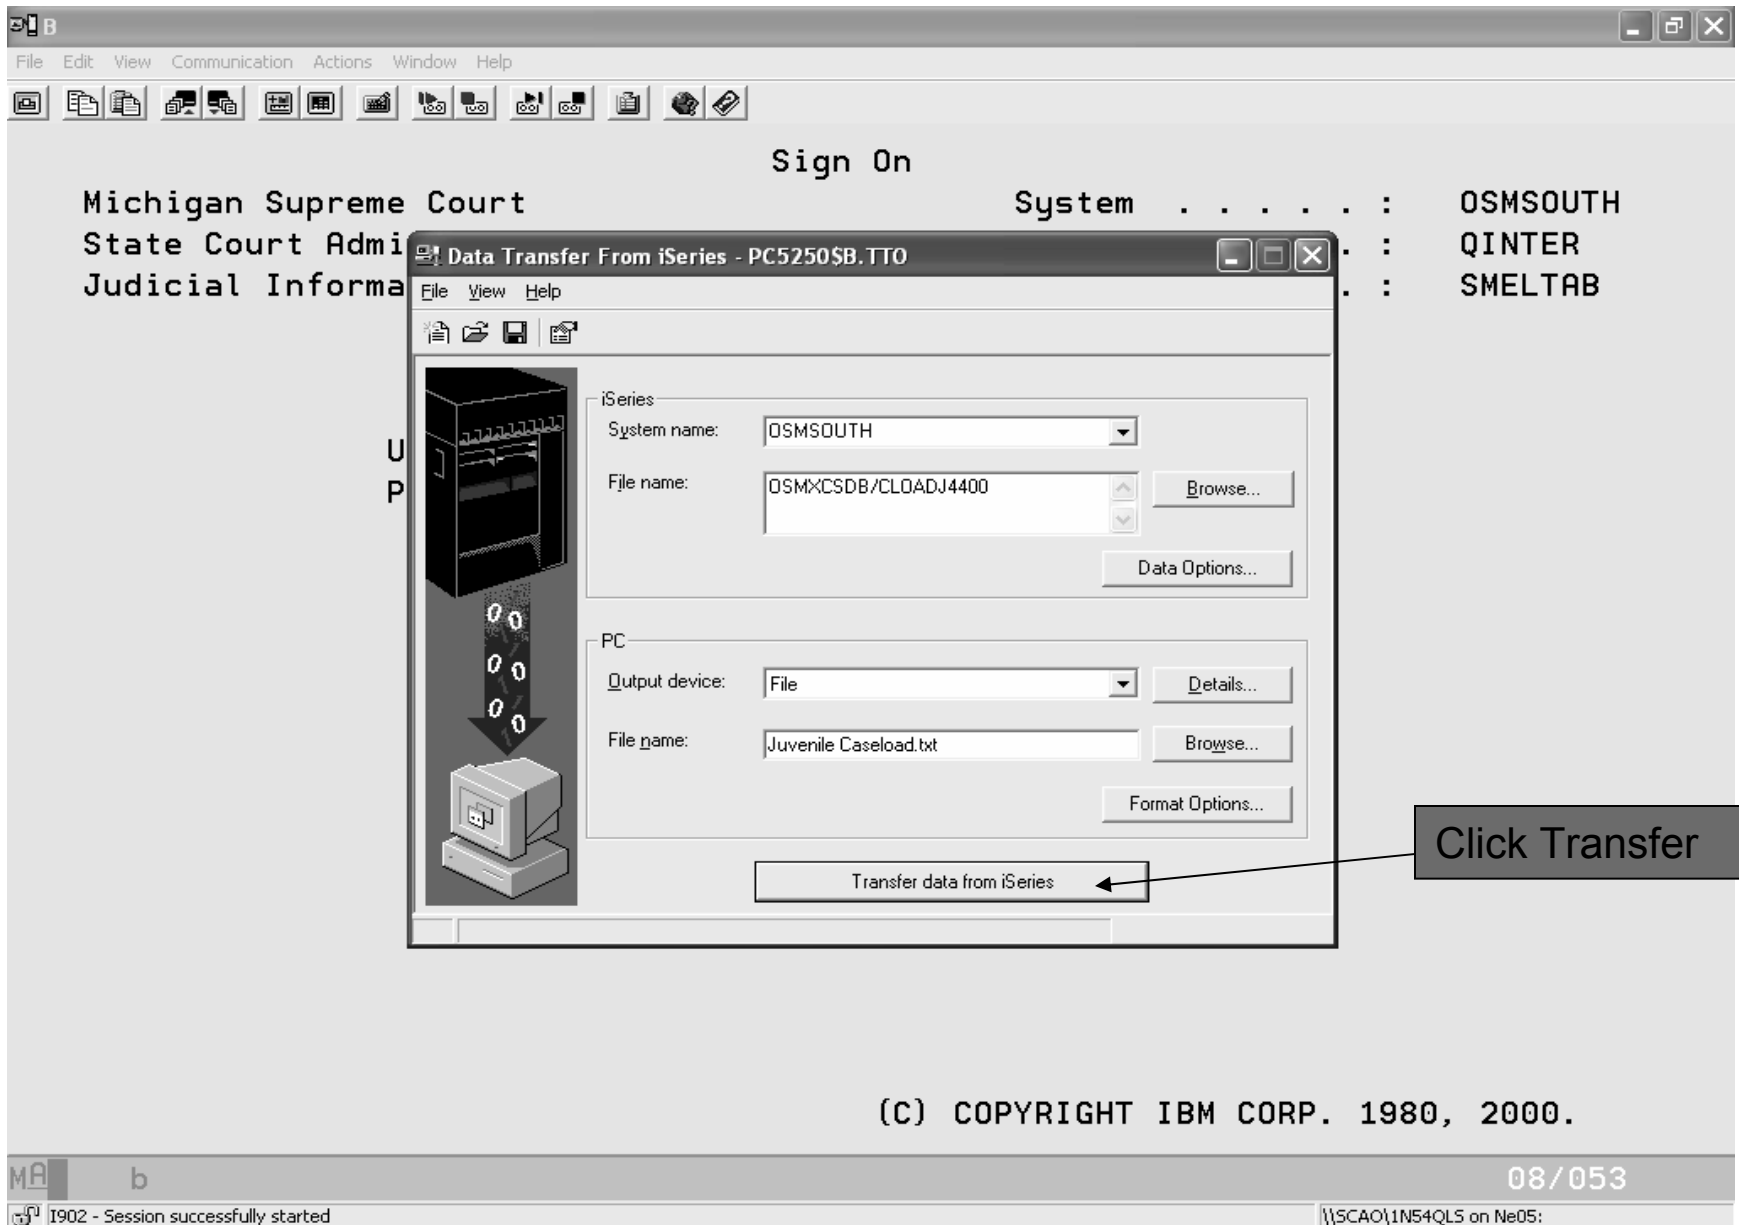 B
File Edit View Communication Actions Window Help
Sign On
Michigan Supreme Court System . . . . . : OSMSOUTH
State Court Admi . : QINTER
Judicial Informa . : SMELTAB
Data Transfer From iSeries - PC5250$B.TTO
File View Help
iSeries
System name: OSMSOUTH
File name: OSMXCSDB/CLOADJ4400
Browse...
U
P
Data Options...
PC
Output device: File
Details...
File name: Juvenile Caseload.txt
Browse...
Format Options...
Click Transfer
Transfer data from iSeries
(C) COPYRIGHT IBM CORP. 1980, 2000.
MA b 08/053
I902 - Session successfully started
\\SCAO\1N54QLS on Ne05: